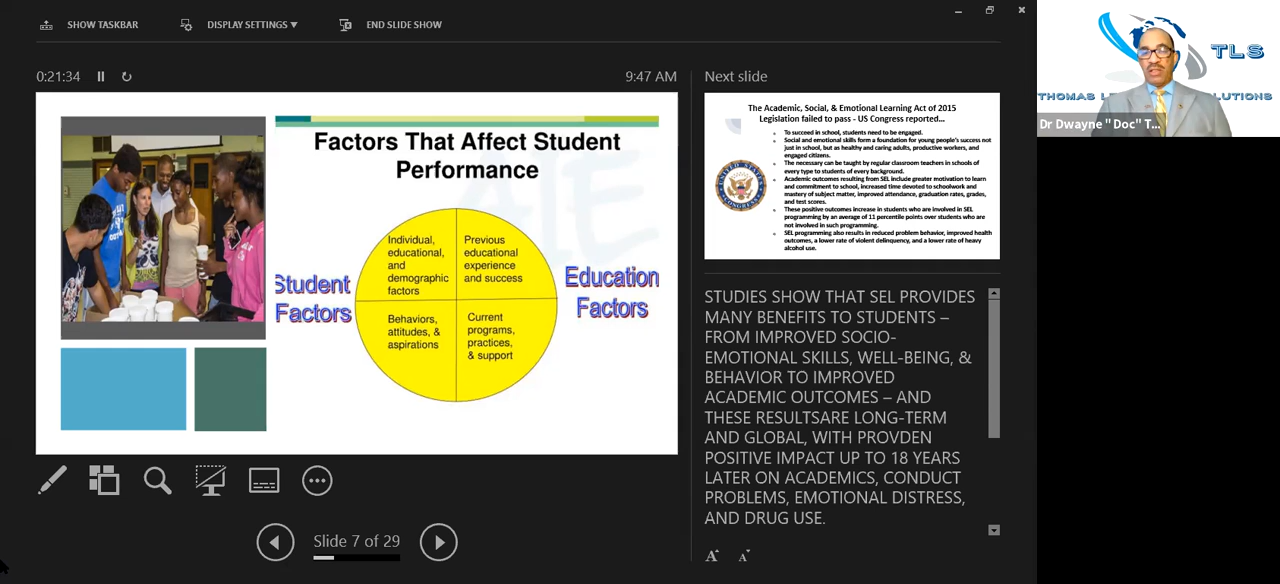 SHOW TASKBAR
DISPLAY SETTINGS ▼
END SLIDE SHOW
0:21:34
9:47 AM
Factors That Affect Student
Performance
Student
Factors
Individual,
educational,
and
demographic
factors
Previous
educational
experience
and success
Behaviors,
attitudes, &
aspirations
Current
programs,
practices,
& support
Education
Factors
Slide 7 of 29
Next slide
The Academic, Social, & Emotional Learning Act of 2015
Legislation failed to pass - US Congress reported...
To succeed in school, students need to be engaged.
Social and emotional skills form a foundation for young people's success not
just in school, but as healthy and caring adults, productive workers, and
engaged citizens.
The necessary can be taught by regular classroom teachers in schools of
every type to students of every background.
Academic outcomes resulting from SEL include greater motivation to learn
and commitment to school, increased time devoted to schoolwork and
mastery of subject matter, improved attendance, graduation rates, grades,
and test scores.
These positive outcomes increase in students who are involved in SEL
programming by an average of 11 percentile points over students who are
not involved in such programming.
SEL programming also results in reduced problem behavior, improved health
outcomes, a lower rate of violent delinquency, and a lower rate of heavy
alcohol use.
STUDIES SHOW THAT SEL PROVIDES
MANY BENEFITS TO STUDENTS –
FROM IMPROVED SOCIO-
EMOTIONAL SKILLS, WELL-BEING, &
BEHAVIOR TO IMPROVED
ACADEMIC OUTCOMES – AND
THESE RESULTSARE LONG-TERM
AND GLOBAL, WITH PROVDEN
POSITIVE IMPACT UP TO 18 YEARS
LATER ON ACADEMICS, CONDUCT
PROBLEMS, EMOTIONAL DISTRESS,
AND DRUG USE.
A A
TLS
THOMAS
Dr Dwayne " Doc" T...